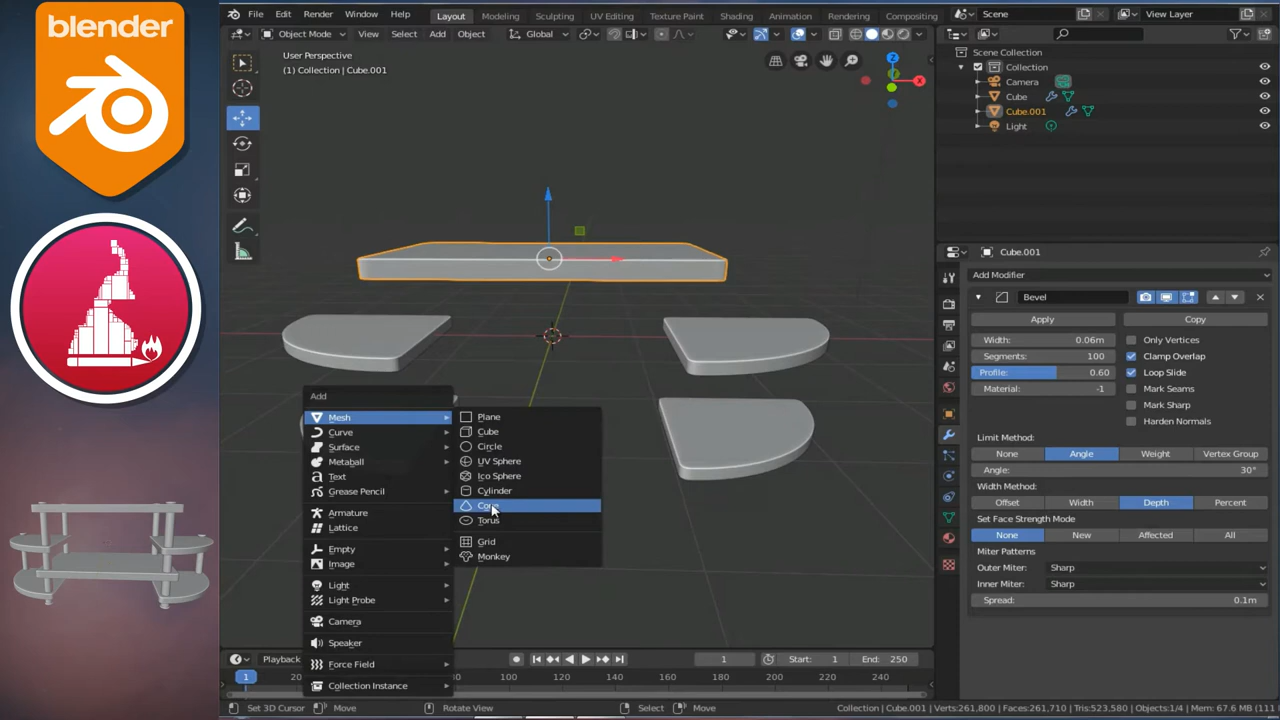 blender
File Edit Render Window Help
Layout Modeling Sculpting UV Editing Texture Paint Shading Animation Rendering Compositing
Scene
View Layer
Object Mode View Select Add Object
Global
User Perspective
(1) Collection | Cube.001
Z
X
Scene Collection
Collection
Camera
Cube
Cube.001
Light
Cube.001
Add Modifier
Bevel
Apply Copy
Width: 0.06m
Segments: 100
Profile: 0.60
Material: -1
Only Vertices
Clamp Overlap
Loop Slide
Mark Seams
Mark Sharp
Harden Normals
Limit Method:
None Angle Weight Vertex Group
Angle: 30°
Width Method:
Offset Width Depth Percent
Set Face Strength Mode
None New Affected All
Miter Patterns
Outer Miter: Sharp
Inner Miter: Sharp
Spread: 0.1m
Add
Mesh
Curve
Surface
Metaball
Text
Grease Pencil
Armature
Lattice
Empty
Image
Light
Light Probe
Camera
Speaker
Force Field
Collection Instance
Plane
Cube
Circle
UV Sphere
Ico Sphere
Cylinder
Torus
Grid
Monkey
Playback
1
Start: 1
End: 250
1
120 140 160 180 200 220 240
Set 3D Cursor Move Rotate View Select Move
Collection | Cube.001 | Verts:261,800 | Faces:261,710 | Tris:523,580 | Objects:1/4 | Mem: 67.6 MB (111